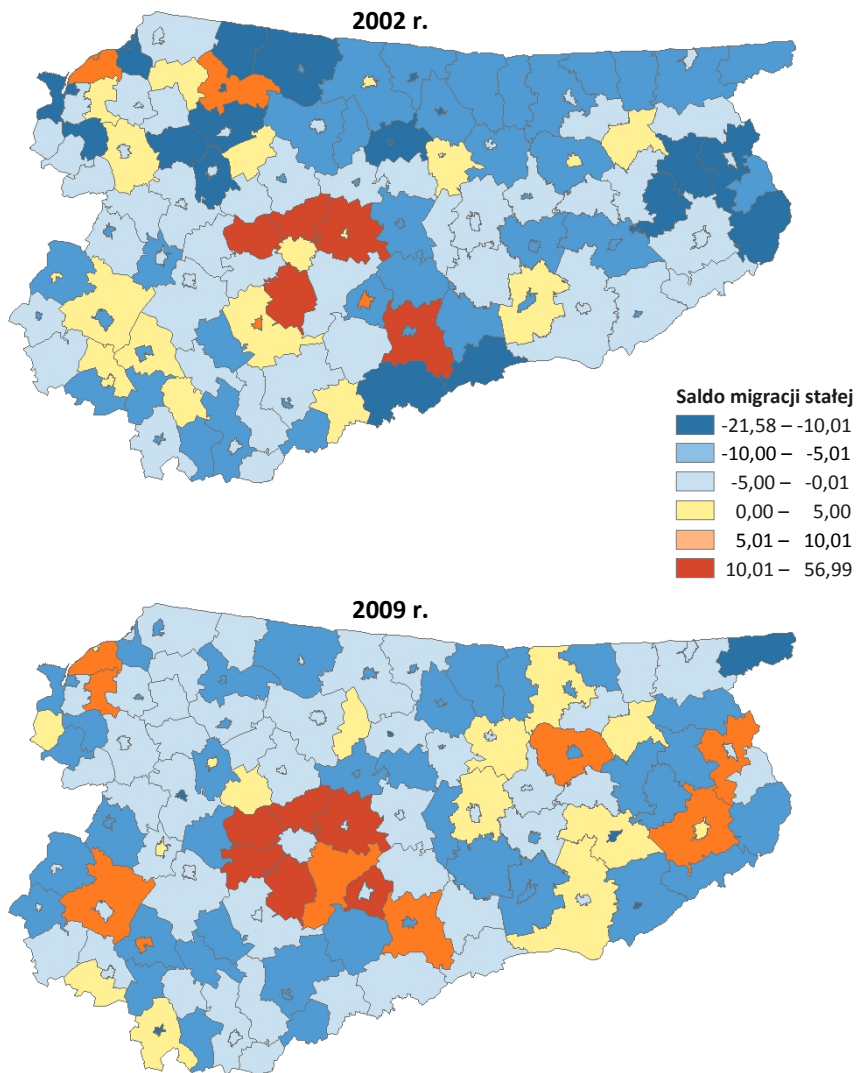 2002 r.
Saldo migracji stałej
-21,58 – -10,01
-10,00 – -5,01
-5,00 – -0,01
0,00 – 5,00
5,01 – 10,01
10,01 – 56,99
2009 r.